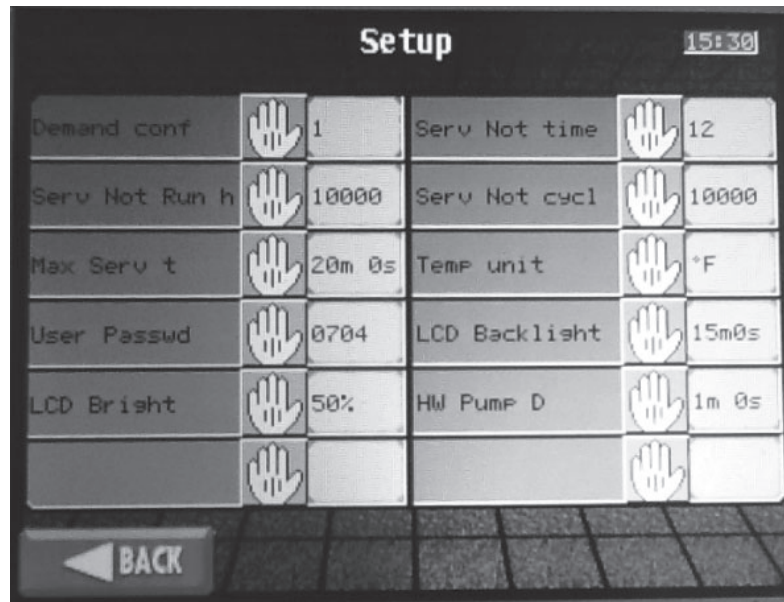 Setup
15:30
Demand conf 1 Serv Not time 12
Serv Not Run h 10000 Serv Not cycl 10000
Max Serv t 20m 0s Temp unit °F
User Passwd 0704 LCD Backlight 15m0s
LCD Bright 50% HW Pump D 1m 0s
BACK